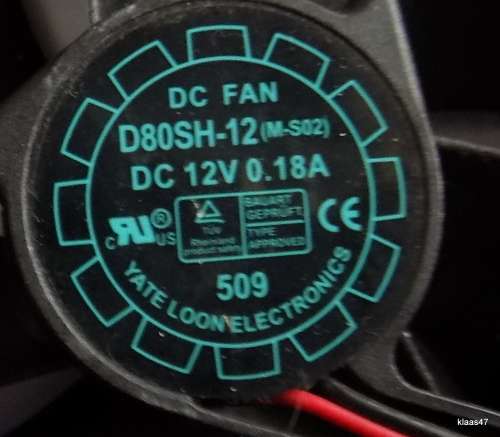 DC FAN
D80SH-12 (M-S02)
DC 12V 0.18A
c RU ® US
TÜV
Rheinland
product safety
BAUART
GEPRÜFT
TYPE
APPROVED
CE
509
YATE LOON ELECTRONICS
klaas47